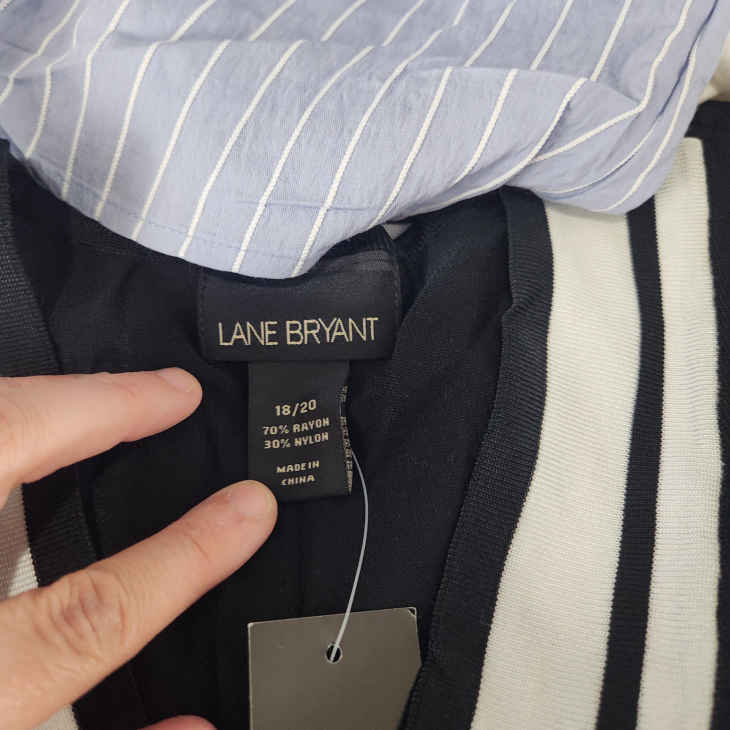 LANE BRYANT
18/20
70% RAYON
30% NYLON
MADE IN
CHINA